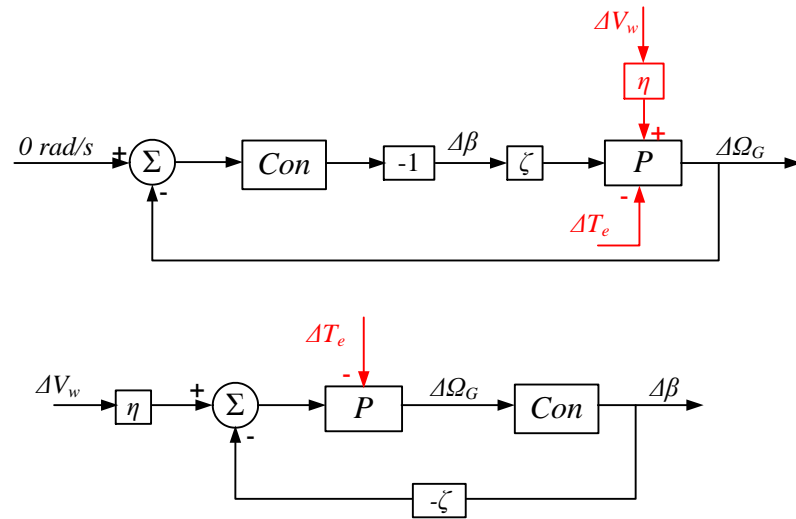 ΔV_w
η
0 rad/s + Σ Con -1 Δβ ζ + P ΔΩ_G
- -
ΔT_e
ΔT_e
ΔV_w η + Σ - P ΔΩ_G Con Δβ
-
-ζ